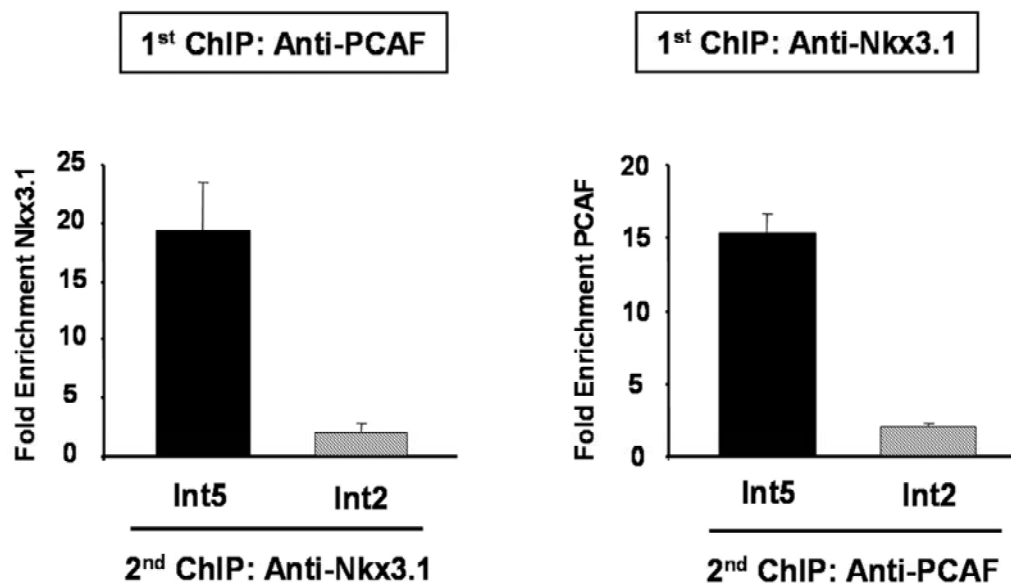 1st ChIP: Anti-PCAF
Fold Enrichment Nkx3.1
25
20
15
10
5
0
Int5 Int2
2nd ChIP: Anti-Nkx3.1
1st ChIP: Anti-Nkx3.1
Fold Enrichment PCAF
20
15
10
5
0
Int5 Int2
2nd ChIP: Anti-PCAF